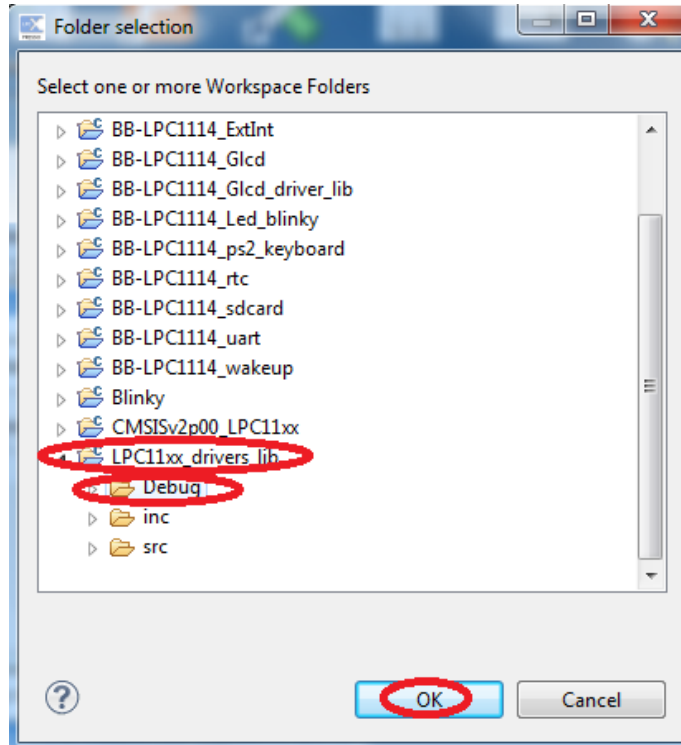 Folder selection
Select one or more Workspace Folders
BB-LPC1114_ExtInt
BB-LPC1114_Glcd
BB-LPC1114_Glcd_driver_lib
BB-LPC1114_Led_blinky
BB-LPC1114_ps2_keyboard
BB-LPC1114_rtc
BB-LPC1114_sdcard
BB-LPC1114_uart
BB-LPC1114_wakeup
Blinky
CMSISv2p00_LPC11xx
LPC11xx_drivers_lib
Debug
inc
src
? OK Cancel